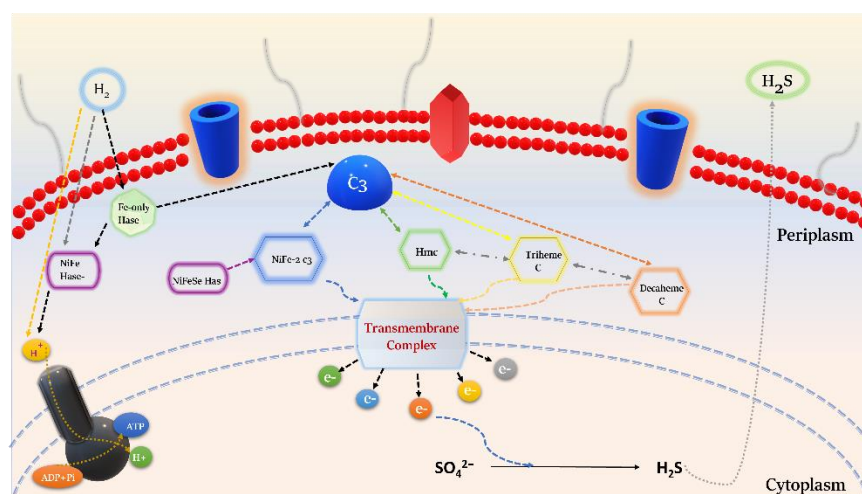 H2
H2S
C3
Fe-only
Hase
Periplasm
NiFe
Hase-
NiFeSe Has
NiFe-2 c3
Hmc
Triheme
C
Decaheme
C
Transmembrane
Complex
H+
e-
e-
e-
e-
e-
ATP
H+
ADP+Pi
SO₄²⁻
H₂S
Cytoplasm